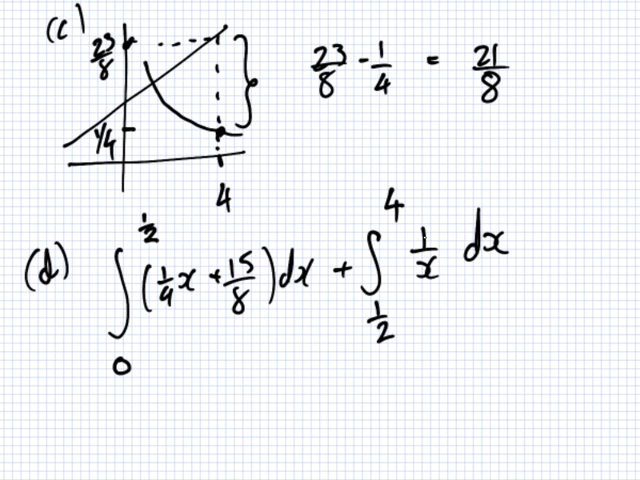 (c)
23/8
1/4
4
23/8 - 1/4 = 21/8
(d) ∫₀^½ (1/4 x + 15/8) dx + ∫_½^4 1/x dx